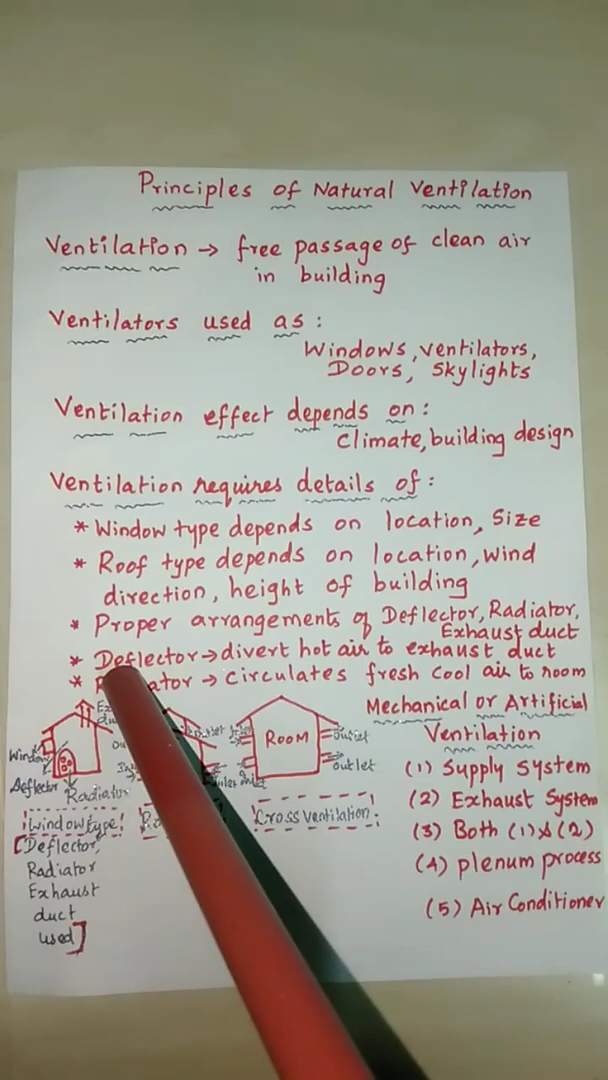 Principles of Natural Ventilation
Ventilation → free passage of clean air
in building
Ventilators used as :
Windows, ventilators,
Doors, Skylights
Ventilation effect depends on :
climate, building design
Ventilation requires details of :
* Window type depends on location, Size
* Roof type depends on location, wind
direction, height of building
* Proper arrangements of Deflector, Radiator,
Exhaust duct
* Deflector → divert hot air to exhaust duct
* → circulates fresh cool air to room
Window
Deflector
Radiator
Window type
[Deflector,
Radiator
Exhaust
duct
used]
ROOM
outlet
outlet
Cross ventilation
Mechanical or Artificial
Ventilation
(1) Supply System
(2) Exhaust System
(3) Both (1) & (2)
(4) plenum process
(5) Air Conditioner